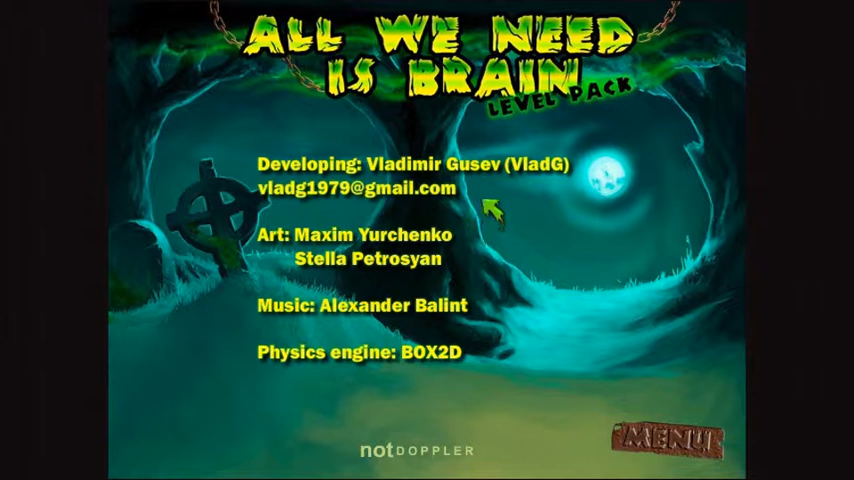 ALL WE NEED
IS BRAIN
LEVEL PACK
Developing: Vladimir Gusev (VladG)
vladg1979@gmail.com
Art: Maxim Yurchenko
Stella Petrosyan
Music: Alexander Balint
Physics engine: BOX2D
MENU
notDOPPLER